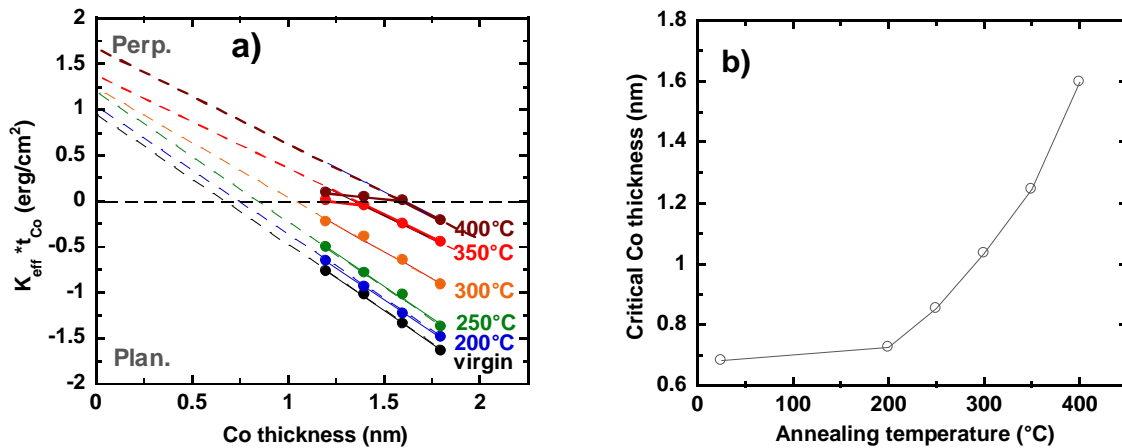 a)
Perp.
Plan.
K_eff *t_Co (erg/cm²)
1.5
1
0.5
0
-0.5
-1
-1.5
-2
400°C
350°C
300°C
250°C
200°C
virgin
0 0.5 1 1.5 2
Co thickness (nm)
b)
Critical Co thickness (nm)
1.8
1.6
1.4
1.2
1
0.8
0.6
0 100 200 300 400
Annealing temperature (°C)